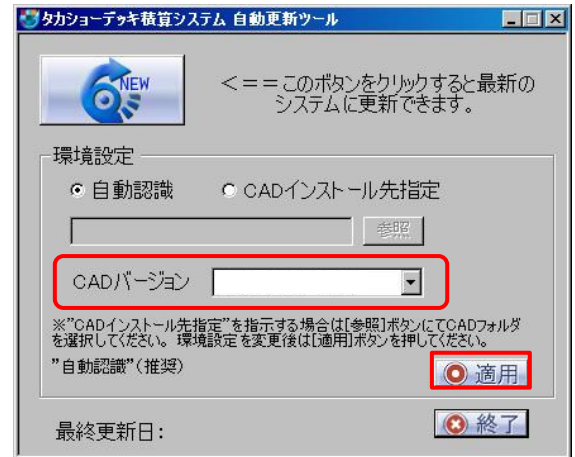 タカショーデッキ積算システム 自動更新ツール
NEW
＜＝＝このボタンをクリックすると最新の
システムに更新できます。
環境設定
自動認識 CADインストール先指定
参照
CADバージョン
※”CADインストール先指定”を指示する場合は[参照]ボタンにてCADフォルダ
を選択してください。環境設定を変更後は[適用]ボタンを押してください。
”自動認識”(推奨)
適用
最終更新日：
終了